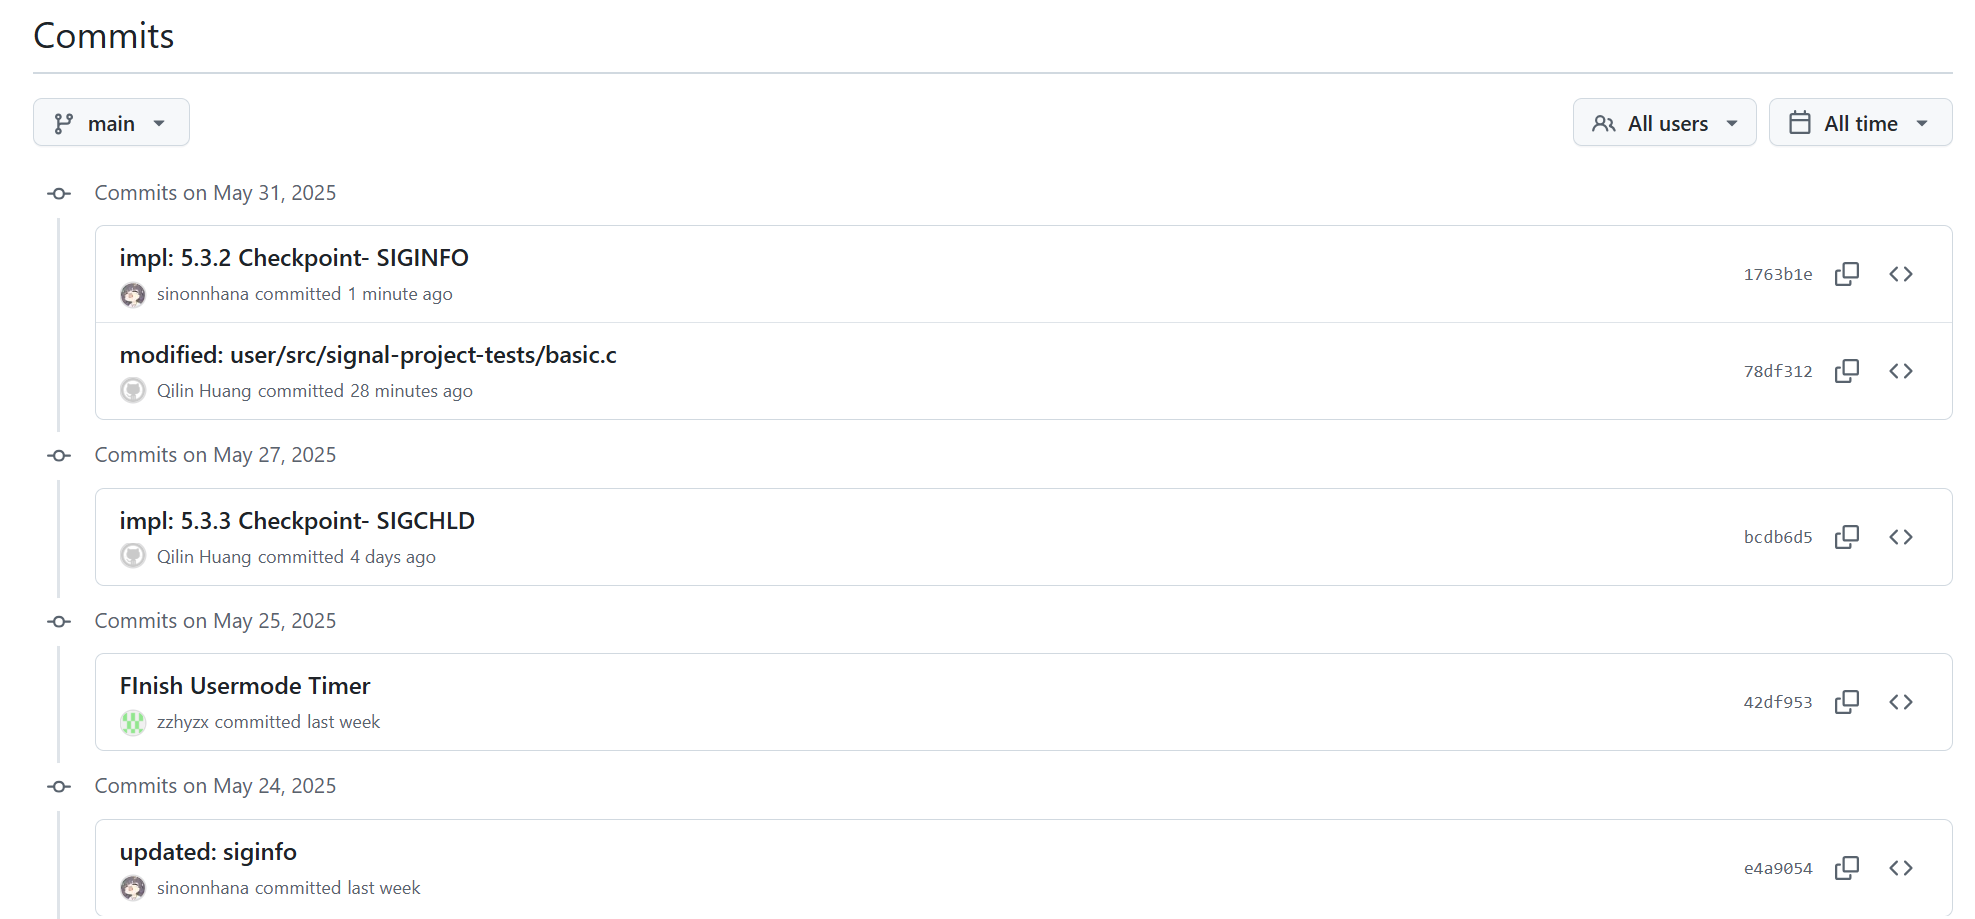 Commits
main
All users
All time
Commits on May 31, 2025
impl: 5.3.2 Checkpoint- SIGINFO
sinonnhana committed 1 minute ago
1763b1e
modified: user/src/signal-project-tests/basic.c
Qilin Huang committed 28 minutes ago
78df312
Commits on May 27, 2025
impl: 5.3.3 Checkpoint- SIGCHLD
Qilin Huang committed 4 days ago
bcdb6d5
Commits on May 25, 2025
FInish Usermode Timer
zzhyzx committed last week
42df953
Commits on May 24, 2025
updated: siginfo
sinonnhana committed last week
e4a9054